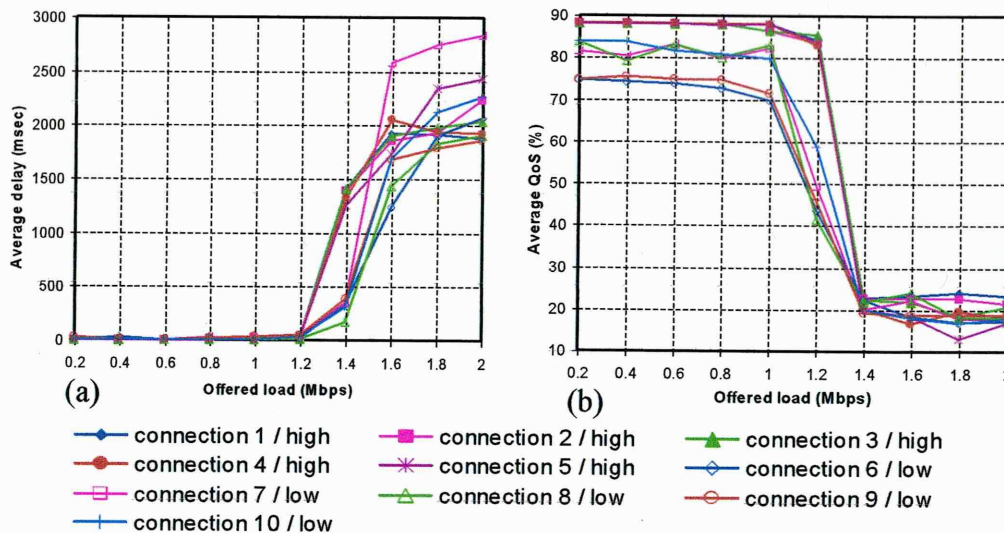 3000
2500
2000
1500
1000
500
0
Average delay (msec)
0.2 0.4 0.6 0.8 1 1.2 1.4 1.6 1.8 2
Offered load (Mbps)
(a)
90
80
70
60
50
40
30
20
10
Average QoS (%)
0.2 0.4 0.6 0.8 1 1.2 1.4 1.6 1.8
Offered load (Mbps)
(b)
connection 1 / high connection 2 / high connection 3 / high
connection 4 / high connection 5 / high connection 6 / low
connection 7 / low connection 8 / low connection 9 / low
connection 10 / low